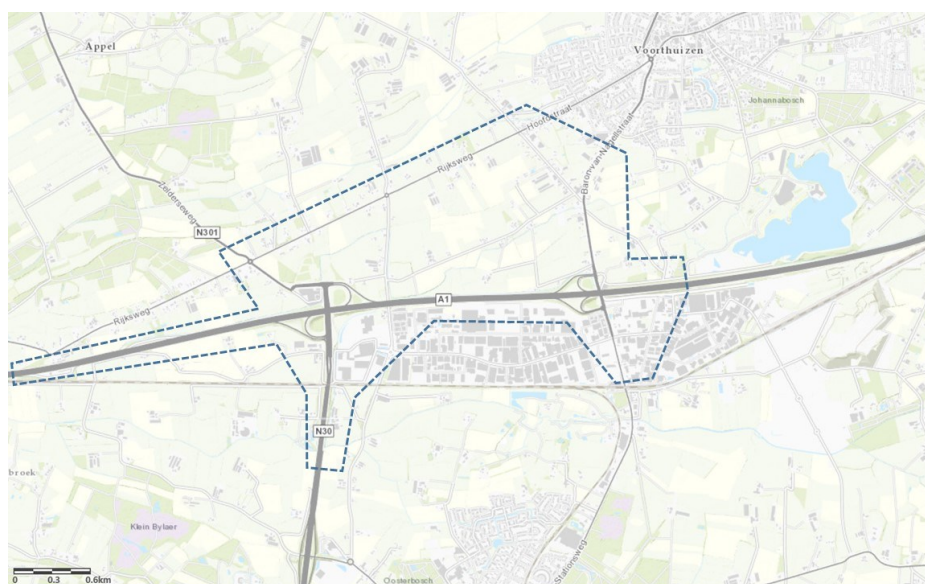 Appel
Voorthuizen
Johannabosch
Hoofdstraat
Baron-van-Nagellstraat
Rijksweg
Zelderseweg
N301
A1
Rijksweg
N30
broek
Klein Bylaer
Stationsweg
Oosterbosch
0 0.3 0.6km